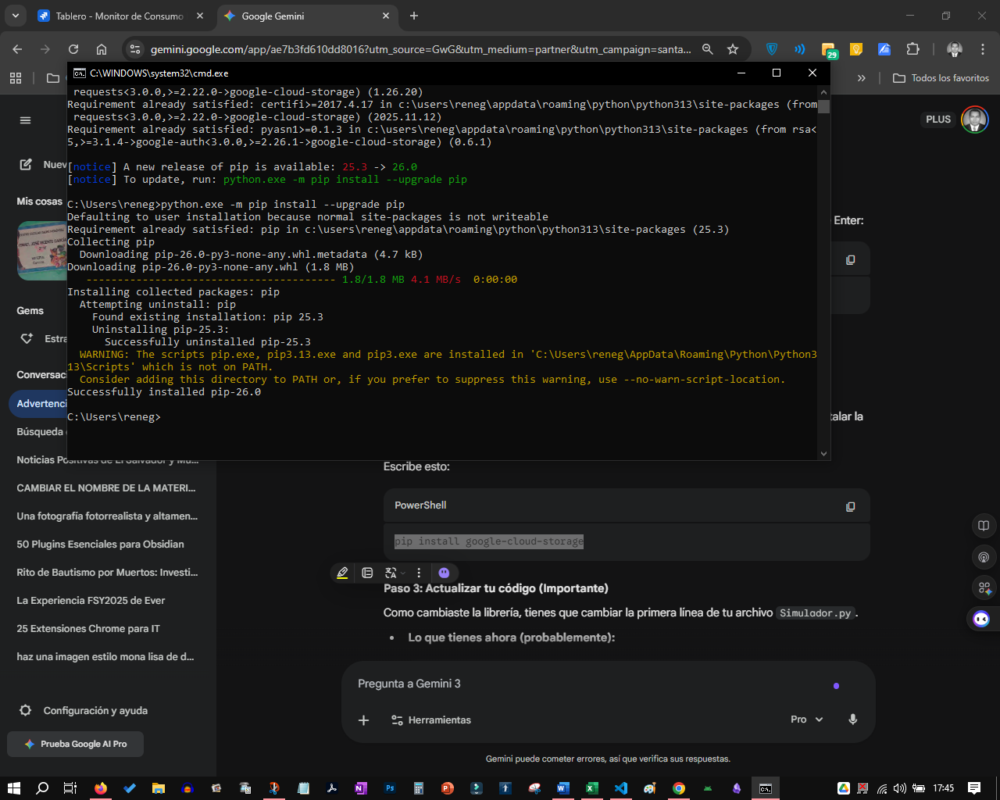 Tablero - Monitor de Consumo
Google Gemini
gemini.google.com/app/ae7b3fd610dd8016?utm_source=GwG&utm_medium=partner&utm_campaign=santa...
29
Todos los favoritos
C:\WINDOWS\system32\cmd.exe
requests<3.0.0,>=2.22.0->google-cloud-storage) (1.26.20)
Requirement already satisfied: certifi>=2017.4.17 in c:\users\reneg\appdata\roaming\python\python313\site-packages (from
requests<3.0.0,>=2.22.0->google-cloud-storage) (2025.11.12)
Requirement already satisfied: pyasn1>=0.1.3 in c:\users\reneg\appdata\roaming\python\python313\site-packages (from rsa<
5,>=3.1.4->google-auth<3.0.0,>=2.26.1->google-cloud-storage) (0.6.1)
[notice] A new release of pip is available: 25.3 -> 26.0
[notice] To update, run: python.exe -m pip install --upgrade pip
C:\Users\reneg>python.exe -m pip install --upgrade pip
Defaulting to user installation because normal site-packages is not writeable
Requirement already satisfied: pip in c:\users\reneg\appdata\roaming\python\python313\site-packages (25.3)
Collecting pip
Downloading pip-26.0-py3-none-any.whl.metadata (4.7 kB)
Downloading pip-26.0-py3-none-any.whl (1.8 MB)
---------------------------------------- 1.8/1.8 MB 4.1 MB/s 0:00:00
Installing collected packages: pip
Attempting uninstall: pip
Found existing installation: pip 25.3
Uninstalling pip-25.3:
Successfully uninstalled pip-25.3
WARNING: The scripts pip.exe, pip3.13.exe and pip3.exe are installed in 'C:\Users\reneg\AppData\Roaming\Python\Python3
13\Scripts' which is not on PATH.
Consider adding this directory to PATH or, if you prefer to suppress this warning, use --no-warn-script-location.
Successfully installed pip-26.0
C:\Users\reneg>
PLUS
Nuev
Mis cosas
Gems
Estra
Conversaci
Advertenci
Búsqueda
Noticias Positivas de El Salvador y Mu...
CAMBIAR EL NOMBRE DE LA MATERI...
Una fotografía fotorrealista y altamen...
50 Plugins Esenciales para Obsidian
Rito de Bautismo por Muertos: Investi...
La Experiencia FSY2025 de Ever
25 Extensiones Chrome para IT
haz una imagen estilo mona lisa de d...
Configuración y ayuda
Prueba Google AI Pro
Enter:
talar la
Escribe esto:
PowerShell
pip install google-cloud-storage
Paso 3: Actualizar tu código (Importante)
Como cambiaste la librería, tienes que cambiar la primera línea de tu archivo Simulador.py.
• Lo que tienes ahora (probablemente):
Pregunta a Gemini 3
Herramientas
Pro
Gemini puede cometer errores, así que verifica sus respuestas.
17:45